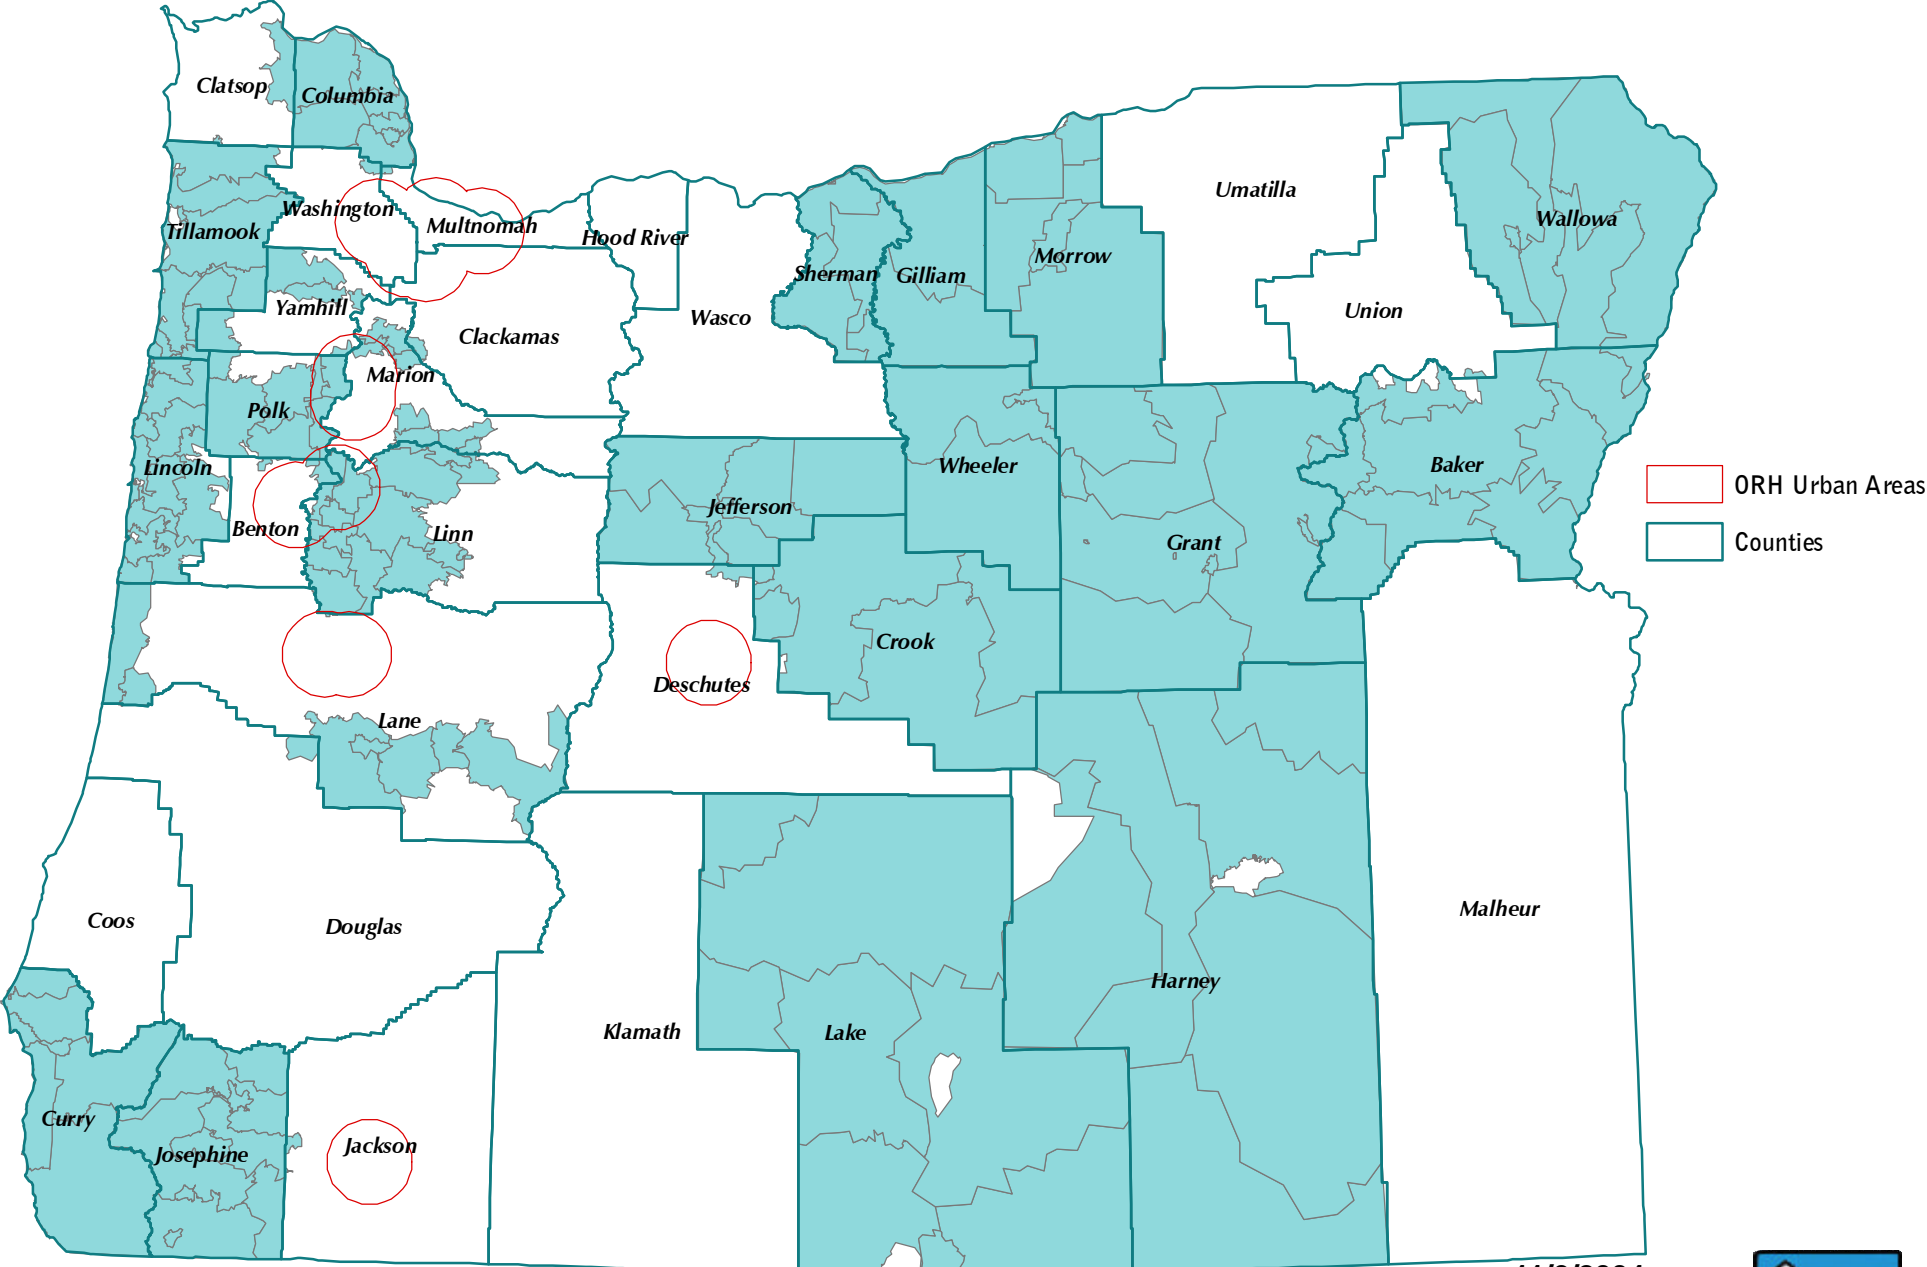 Clatsop
Columbia
Washington
Tillamook
Multnomah
Hood River
Umatilla
Wallowa
Sherman
Gilliam
Morrow
Yamhill
Clackamas
Wasco
Union
Marion
Polk
Lincoln
Wheeler
Baker
ORH Urban Areas
Jefferson
Benton
Linn
Grant
Counties
Crook
Deschutes
Lane
Coos
Douglas
Malheur
Harney
Klamath
Lake
Curry
Josephine
Jackson